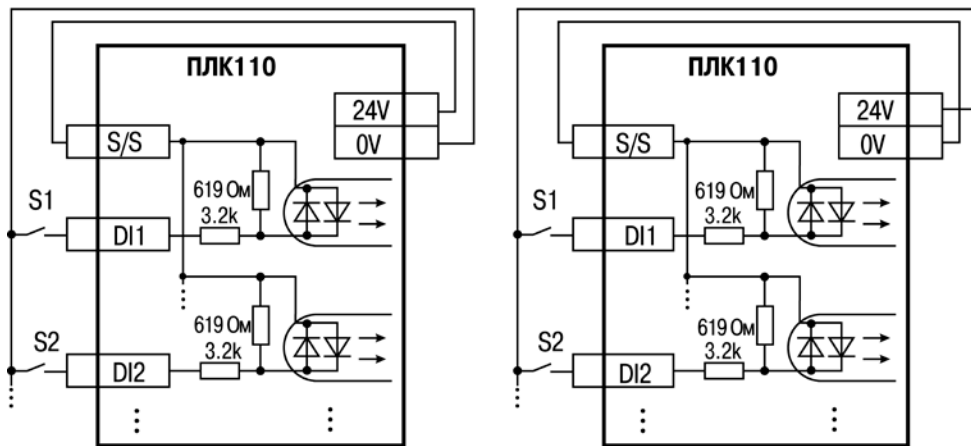 ПЛК110
24V
0V
S/S
619 Ом
3.2k
S1
DI1
619 Ом
3.2k
S2
DI2
ПЛК110
24V
0V
S/S
619 Ом
3.2k
S1
DI1
619 Ом
3.2k
S2
DI2